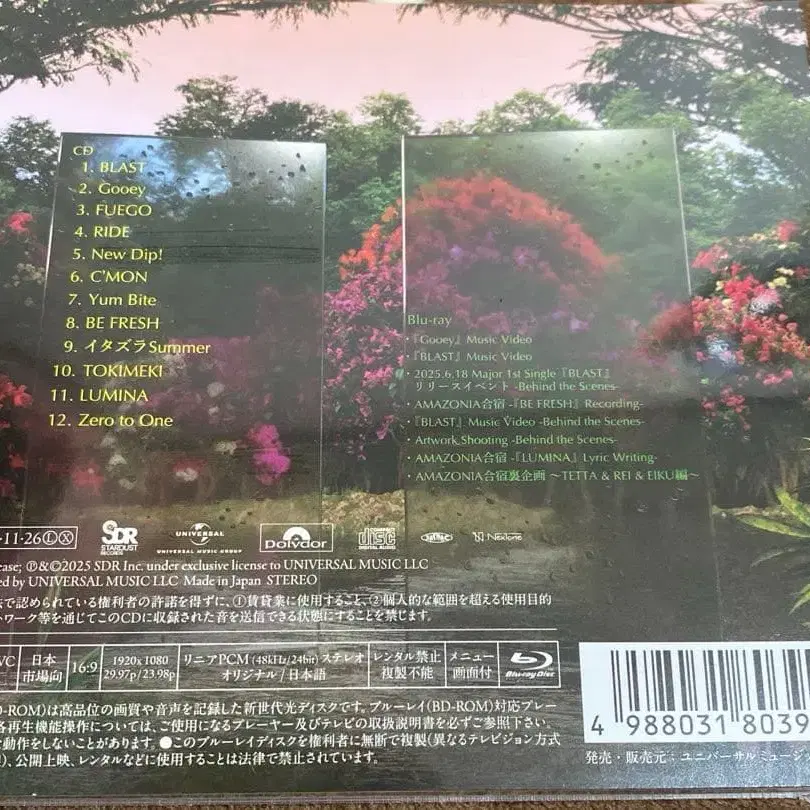 CD
1. BLAST
2. Gooey
3. FUEGO
4. RIDE
5. New Dip!
6. C'MON
7. Yum Bite
8. BE FRESH
9. イタズラSummer
10. TOKIMEKI
11. LUMINA
12. Zero to One
Blu-ray
・『Gooey』Music Video
・『BLAST』Music Video
・2025.6.18 Major 1st Single『BLAST』
リリースイベント -Behind the Scenes-
・AMAZONIA合宿 -『BE FRESH』Recording-
・『BLAST』Music Video -Behind the Scenes-
・Artwork Shooting -Behind the Scenes-
・AMAZONIA合宿 -『LUMINA』Lyric Writing-
・AMAZONIA合宿裏企画 〜TETTA & REI & EIKU編〜
・11・26ⓁⓍ
SDR
STARDUST
RECORDS
UNIVERSAL
UNIVERSAL MUSIC GROUP
Polydor
COMPACT
disc
DIGITAL AUDIO
JASRAC
NexTone
ease; ℗&©2025 SDR Inc. under exclusive license to UNIVERSAL MUSIC LLC
ed by UNIVERSAL MUSIC LLC Made in Japan STEREO
法で認められている権利者の許諾を得ずに、①賃貸業に使用すること、②個人的な範囲を超える使用目的
トワーク等を通じてこのCDに収録された音を送信できる状態にすることを禁じます。
VC
日本
市場向
16:9
1920x1080
29.97p/23.98p
リニアPCM (48kHz/24bit) ステレオ
オリジナル/日本語
レンタル禁止
複製不能
メニュー
画面付
Blu-ray Disc
D-ROM)は高品位の画質や音声を記録した新世代光ディスクです。ブルーレイ(BD-ROM)対応プレー
各再生機能操作については、ご使用になるプレーヤー及びテレビの取扱説明書を必ずご参照下さい。
な動作をしないことがあります。●このブルーレイディスクを権利者に無断で複製(異なるテレビジョン方式
、公開上映、レンタルなどに使用することは法律で禁止されています。
4 988031 8039
発売・販売元：ユニバーサルミュージ